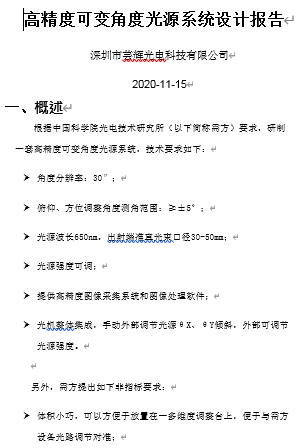 高精度可变角度光源系统设计报告
深圳市芸辉光电科技有限公司
2020-11-15
一、概述
根据中国科学院光电技术研究所（以下简称需方）要求，研制
一套高精度可变角度光源系统，技术要求如下：
角度分辨率：30″；
俯仰、方位调整角度测角范围：≥±5°；
光源波长650nm，出射端准直光束口径30-50mm；
光源强度可调；
提供高精度图像采集系统和图像处理软件；
光机整体集成，手动外部调节光源θX、θY倾斜，外部可调节
光源强度。
另外，需方提出如下非指标要求：
体积小巧，可以方便于放置在一多维度调整台上，便于与需方
设备光路调节对准；